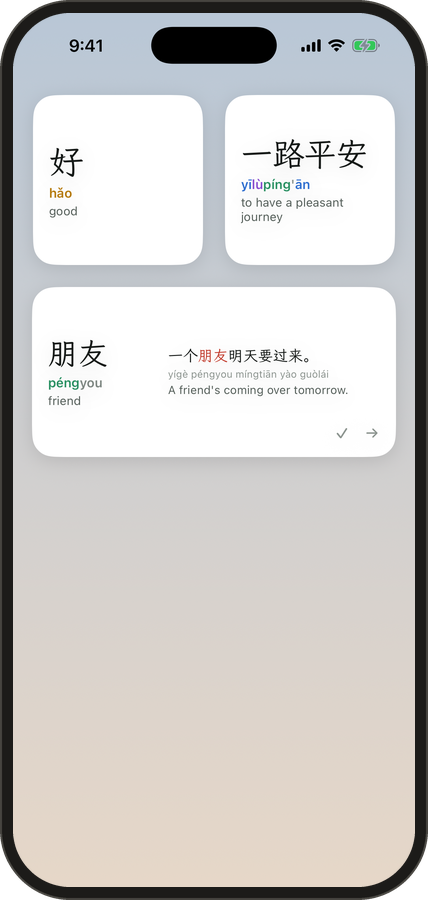 9:41
好
hǎo
good
一路平安
yīlùpíng'ān
to have a pleasant
journey
朋友
péngyou
friend
一个朋友明天要过来。
yígè péngyou míngtiān yào guòlái
A friend's coming over tomorrow.